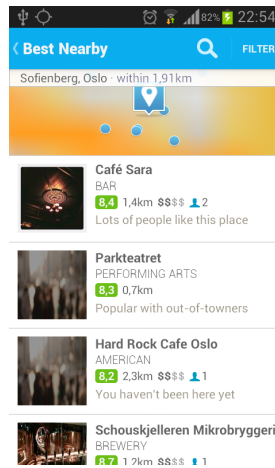 82% 22:54
Best Nearby FILTER
Sofienberg, Oslo · within 1,91km
Café Sara
BAR
8,4 1,4km $$$$ 2
Lots of people like this place
Parkteatret
PERFORMING ARTS
8,3 0,7km
Popular with out-of-towners
Hard Rock Cafe Oslo
AMERICAN
8,2 2,3km $$$$ 1
You haven't been here yet
Schouskjelleren Mikrobryggeri
BREWERY
8,7 1,2km $$$$ 1